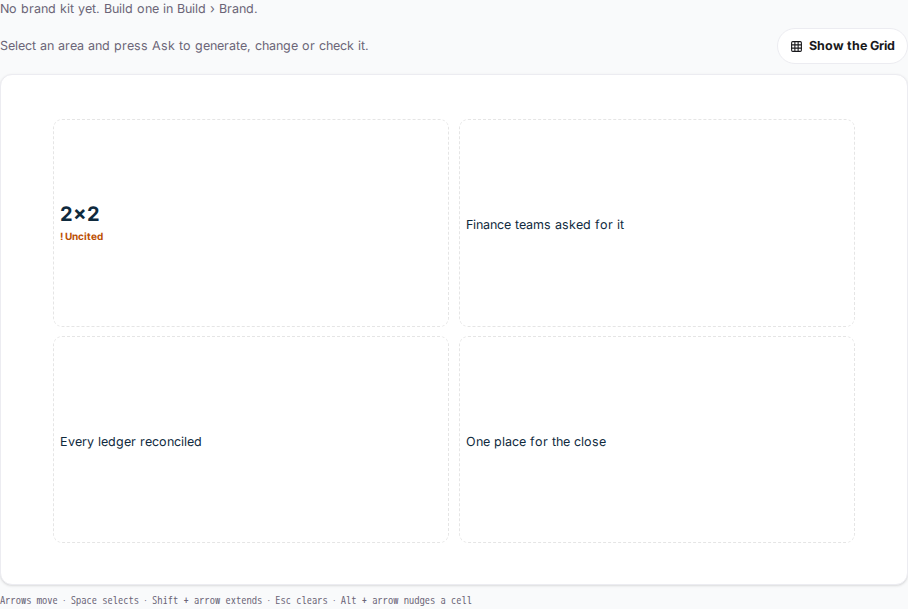 No brand kit yet. Build one in Build › Brand.
Select an area and press Ask to generate, change or check it.
Show the Grid
2×2
! Uncited
Finance teams asked for it
Every ledger reconciled
One place for the close
Arrows move · Space selects · Shift + arrow extends · Esc clears · Alt + arrow nudges a cell